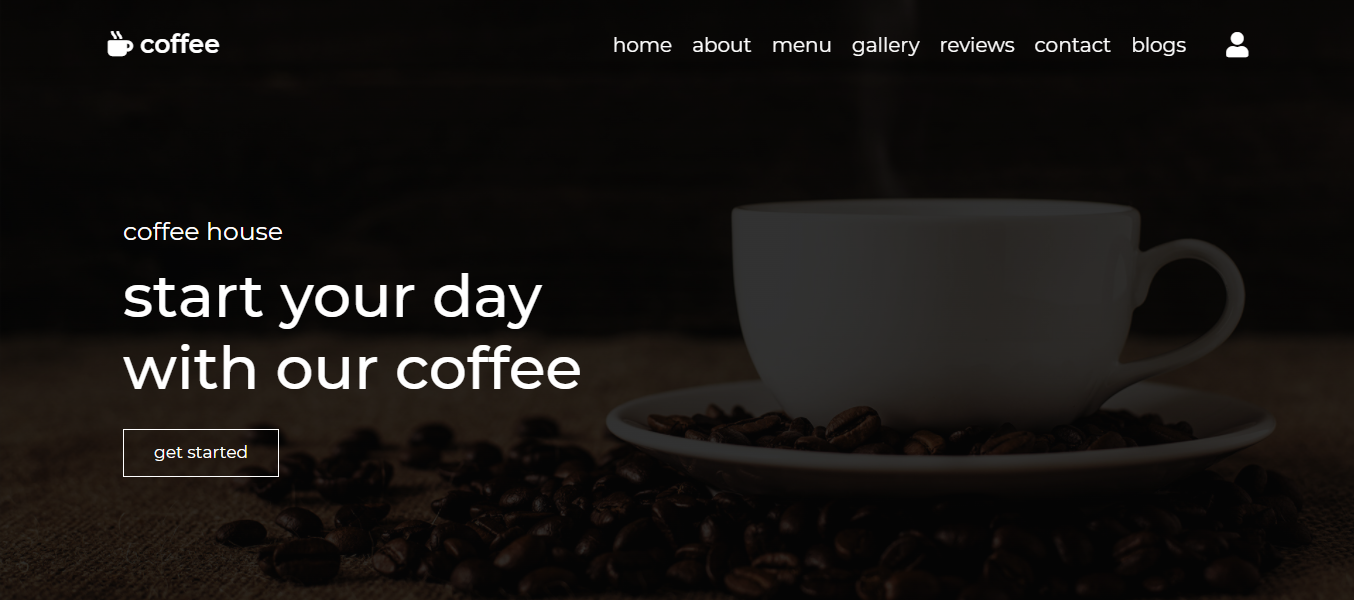 coffee
home about menu gallery reviews contact blogs
coffee house
start your day
with our coffee
get started